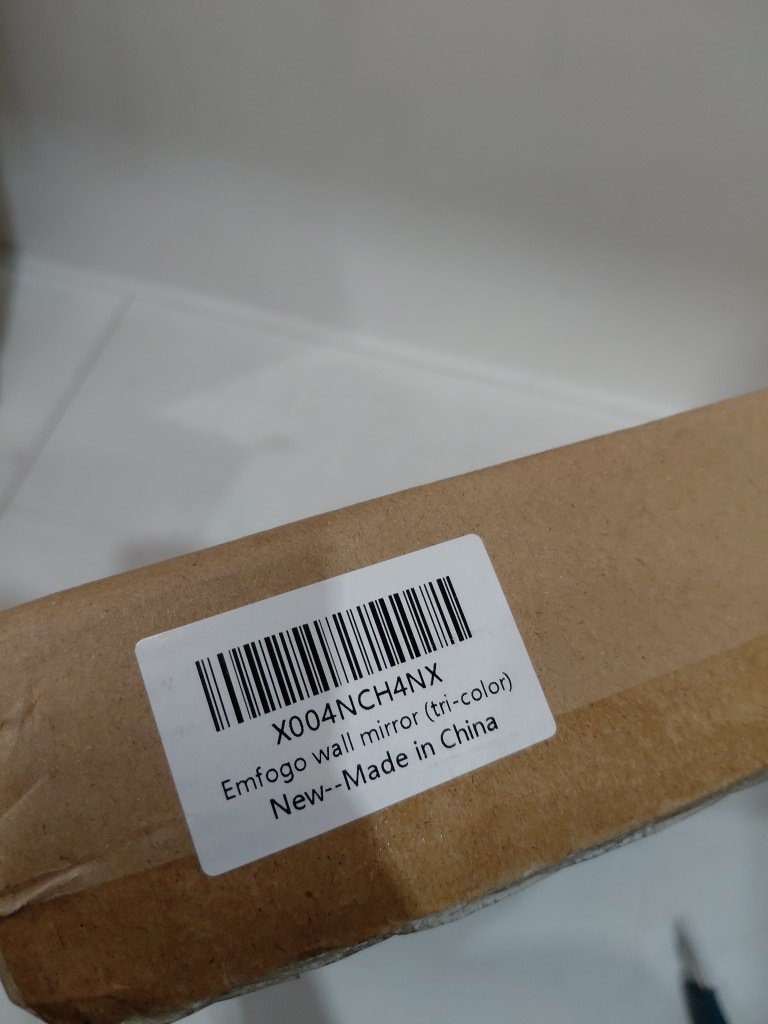 X004NCH4NX
Emfogo wall mirror (tri-color)
New--Made in China